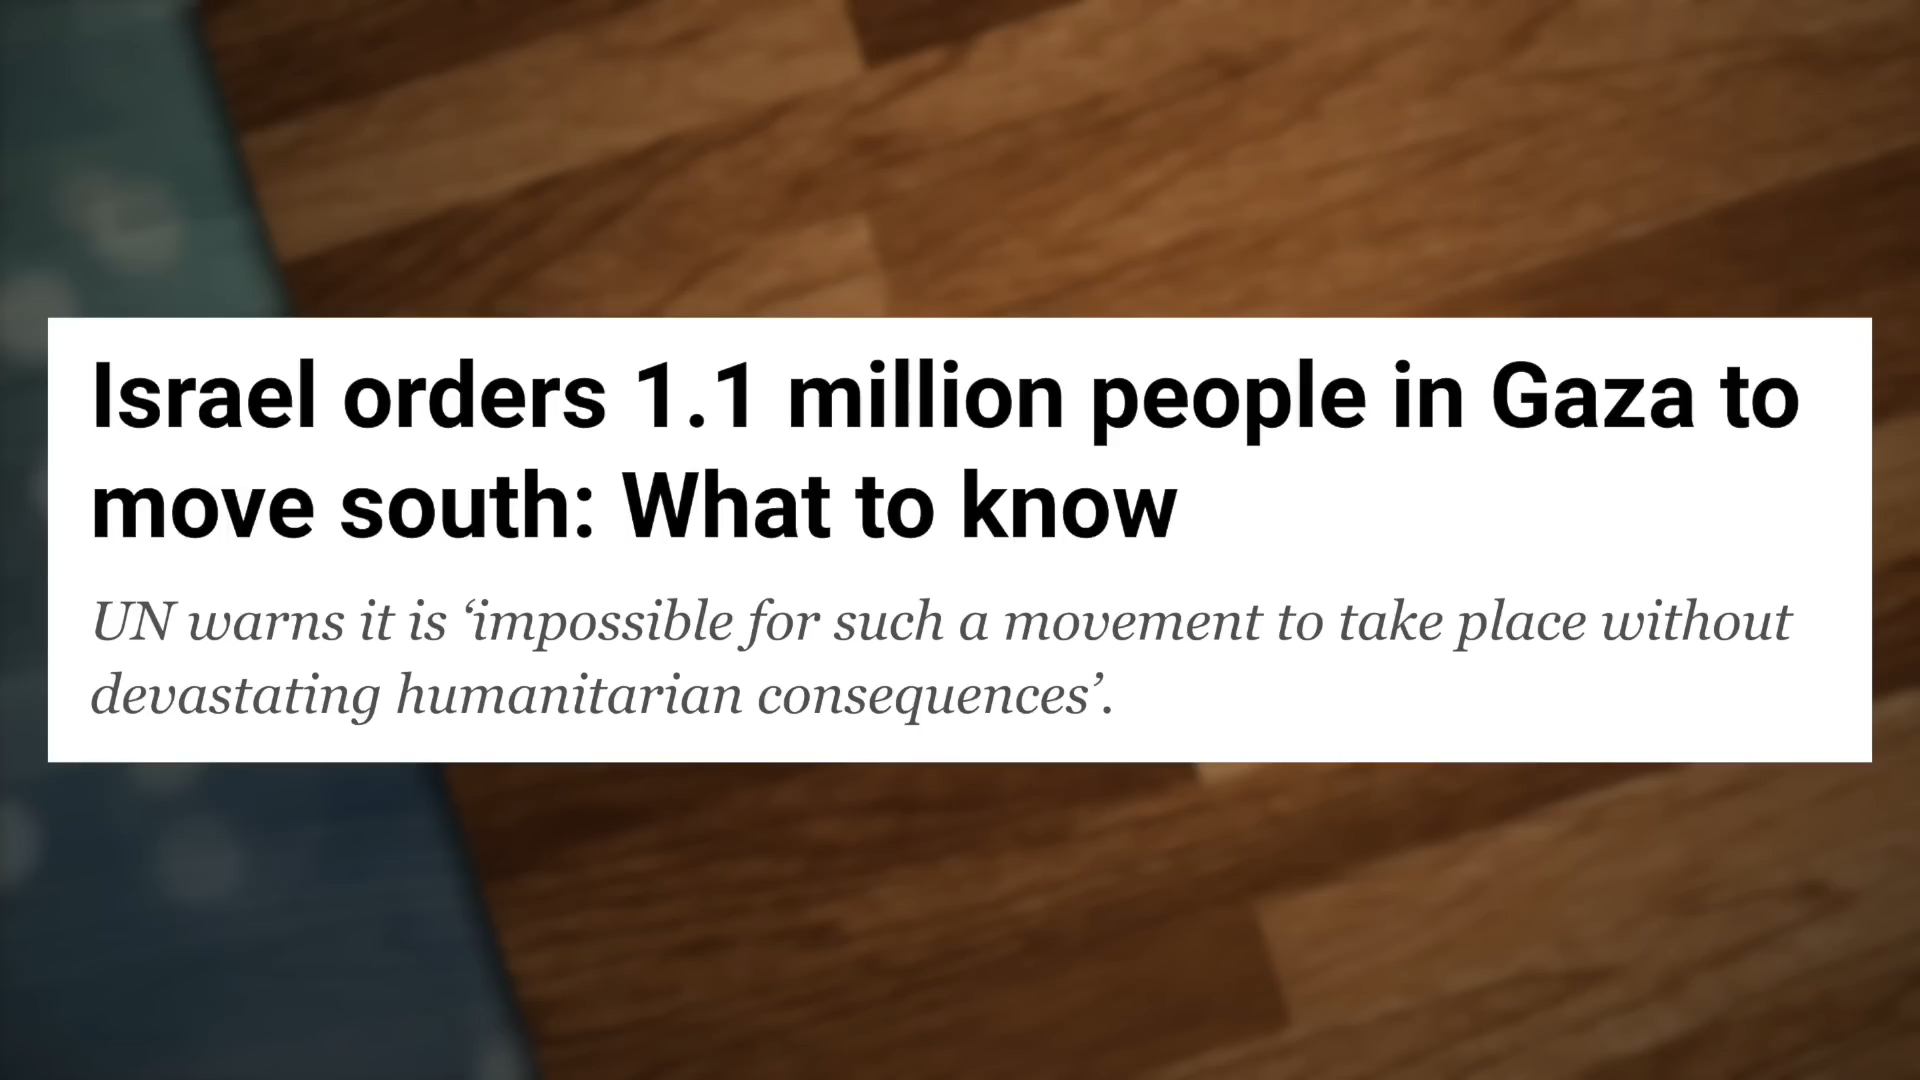 Israel orders 1.1 million people in Gaza to
move south: What to know
UN warns it is ‘impossible for such a movement to take place without
devastating humanitarian consequences’.